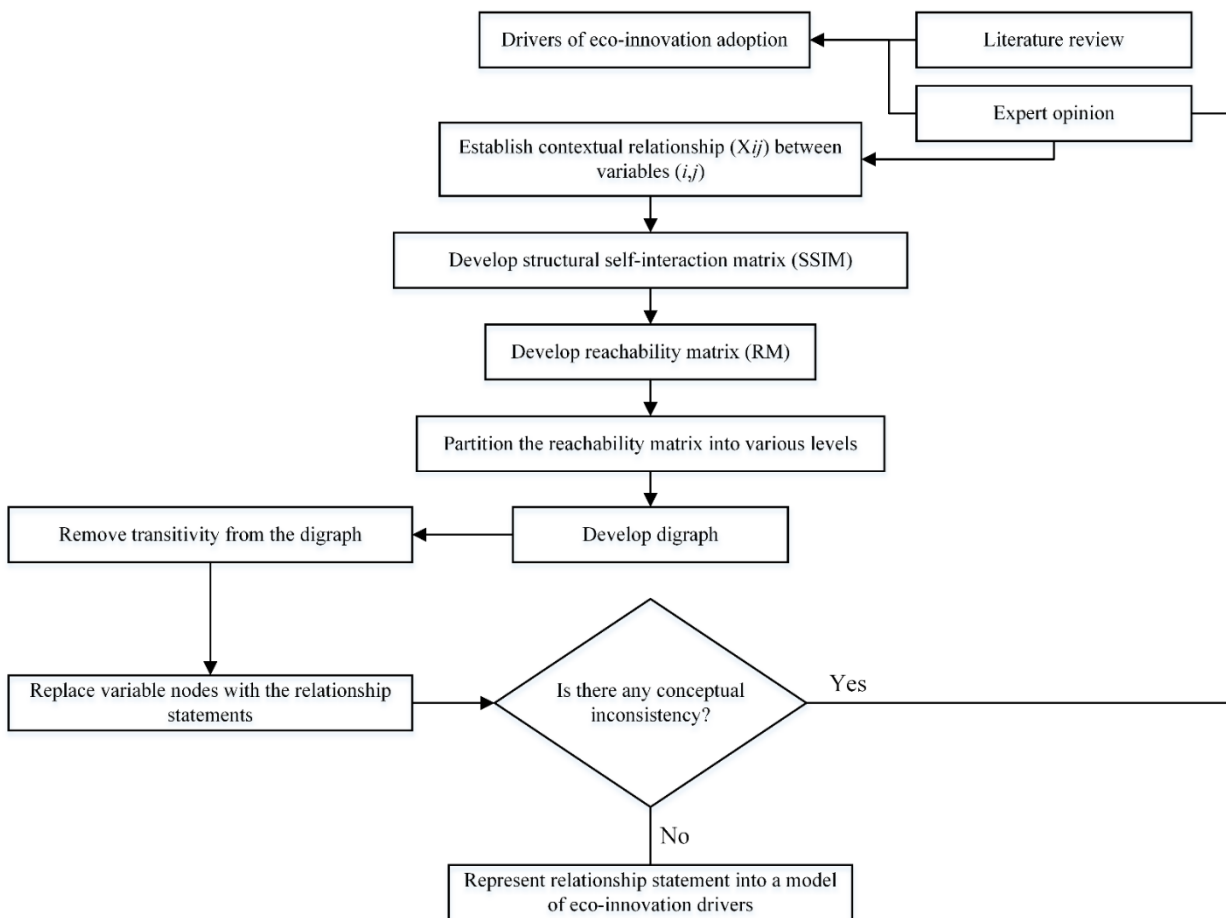 Drivers of eco-innovation adoption
Literature review
Expert opinion
Establish contextual relationship (Xij) between
variables (i,j)
Develop structural self-interaction matrix (SSIM)
Develop reachability matrix (RM)
Partition the reachability matrix into various levels
Remove transitivity from the digraph
Develop digraph
Replace variable nodes with the relationship
statements
Is there any conceptual
inconsistency?
Yes
No
Represent relationship statement into a model
of eco-innovation drivers